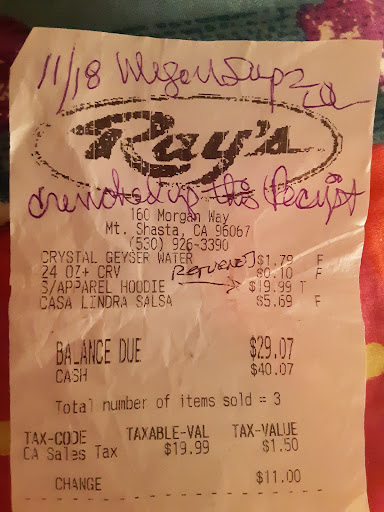 11/18
Ray's
this Receipt
160 Morgan Way
Mt. Shasta, CA 96067
(530) 926-3390
CRYSTAL GEYSER WATER $1.79 F
24 OZ+ CRV $0.10 F
RETURNED
S/APPAREL HOODIE $19.99 T
CASA LINDRA SALSA $5.69 F
BALANCE DUE $29.07
CASH $40.07
Total number of items sold = 3
TAX-CODE TAXABLE-VAL TAX-VALUE
CA Sales Tax $19.99 $1.50
CHANGE $11.00